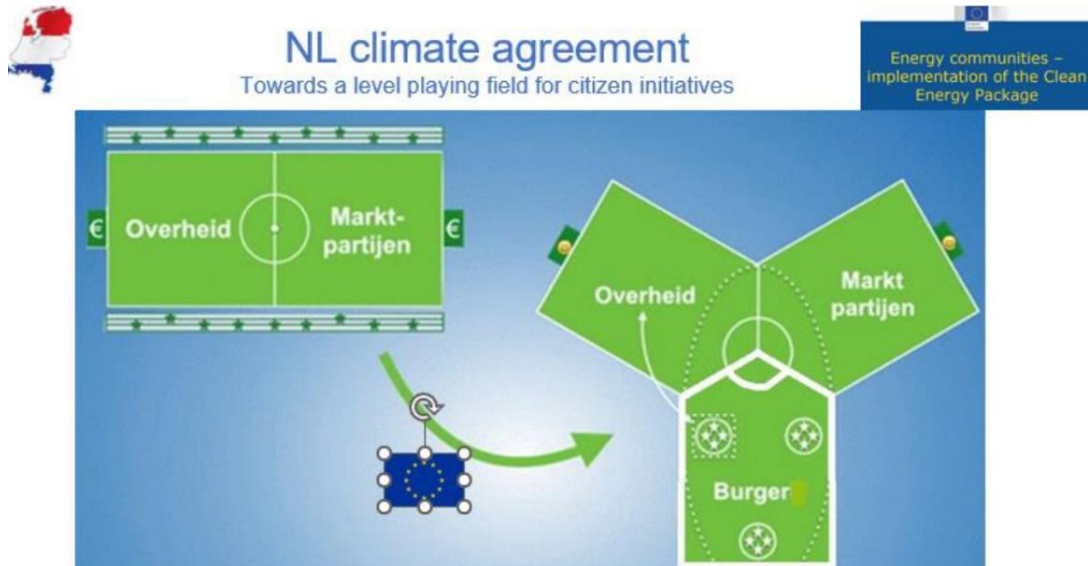 NL climate agreement
Towards a level playing field for citizen initiatives
Energy communities –
implementation of the Clean
Energy Package
€
Overheid
Markt-
partijen
€
Overheid
Markt
partijen
Burger